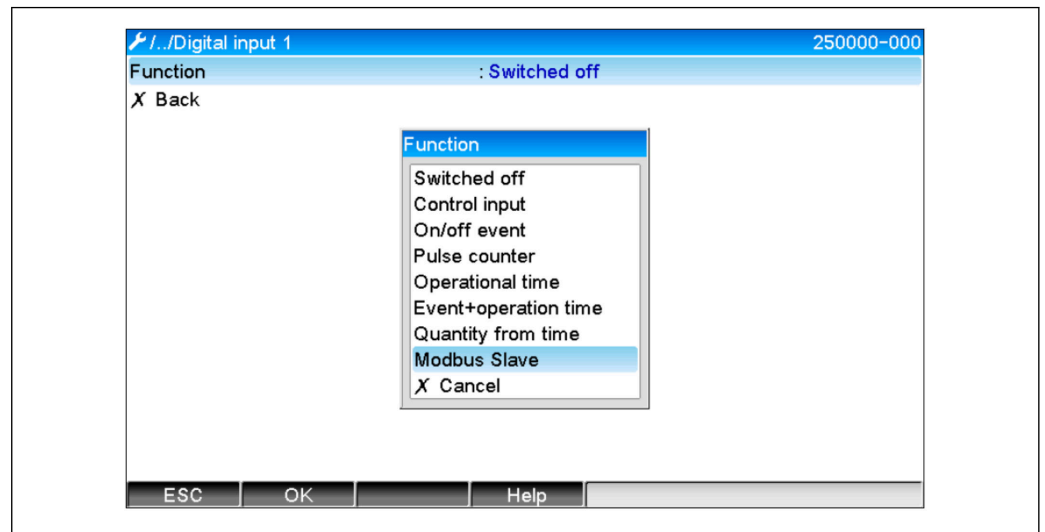 /../Digital input 1 250000-000
Function : Switched off
X Back
Function
Switched off
Control input
On/off event
Pulse counter
Operational time
Event+operation time
Quantity from time
Modbus Slave
X Cancel
ESC OK Help